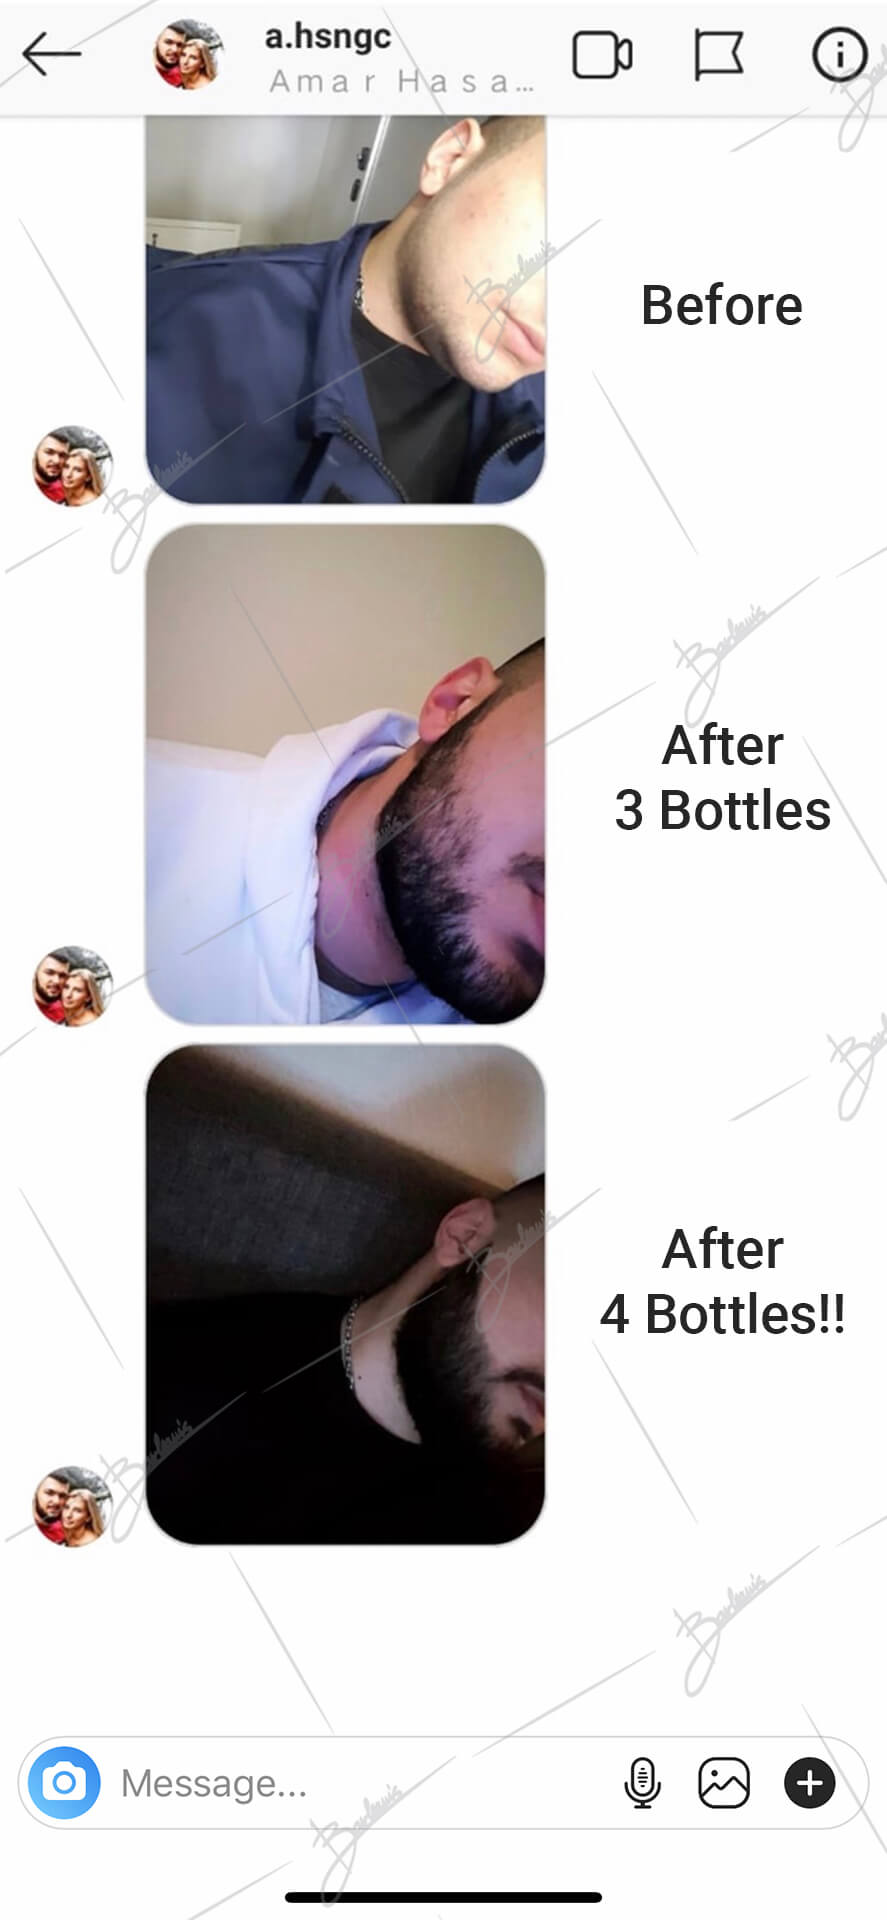 a.hsngc
Amar Hasa...
Before
After
3 Bottles
After
4 Bottles!!
Message...